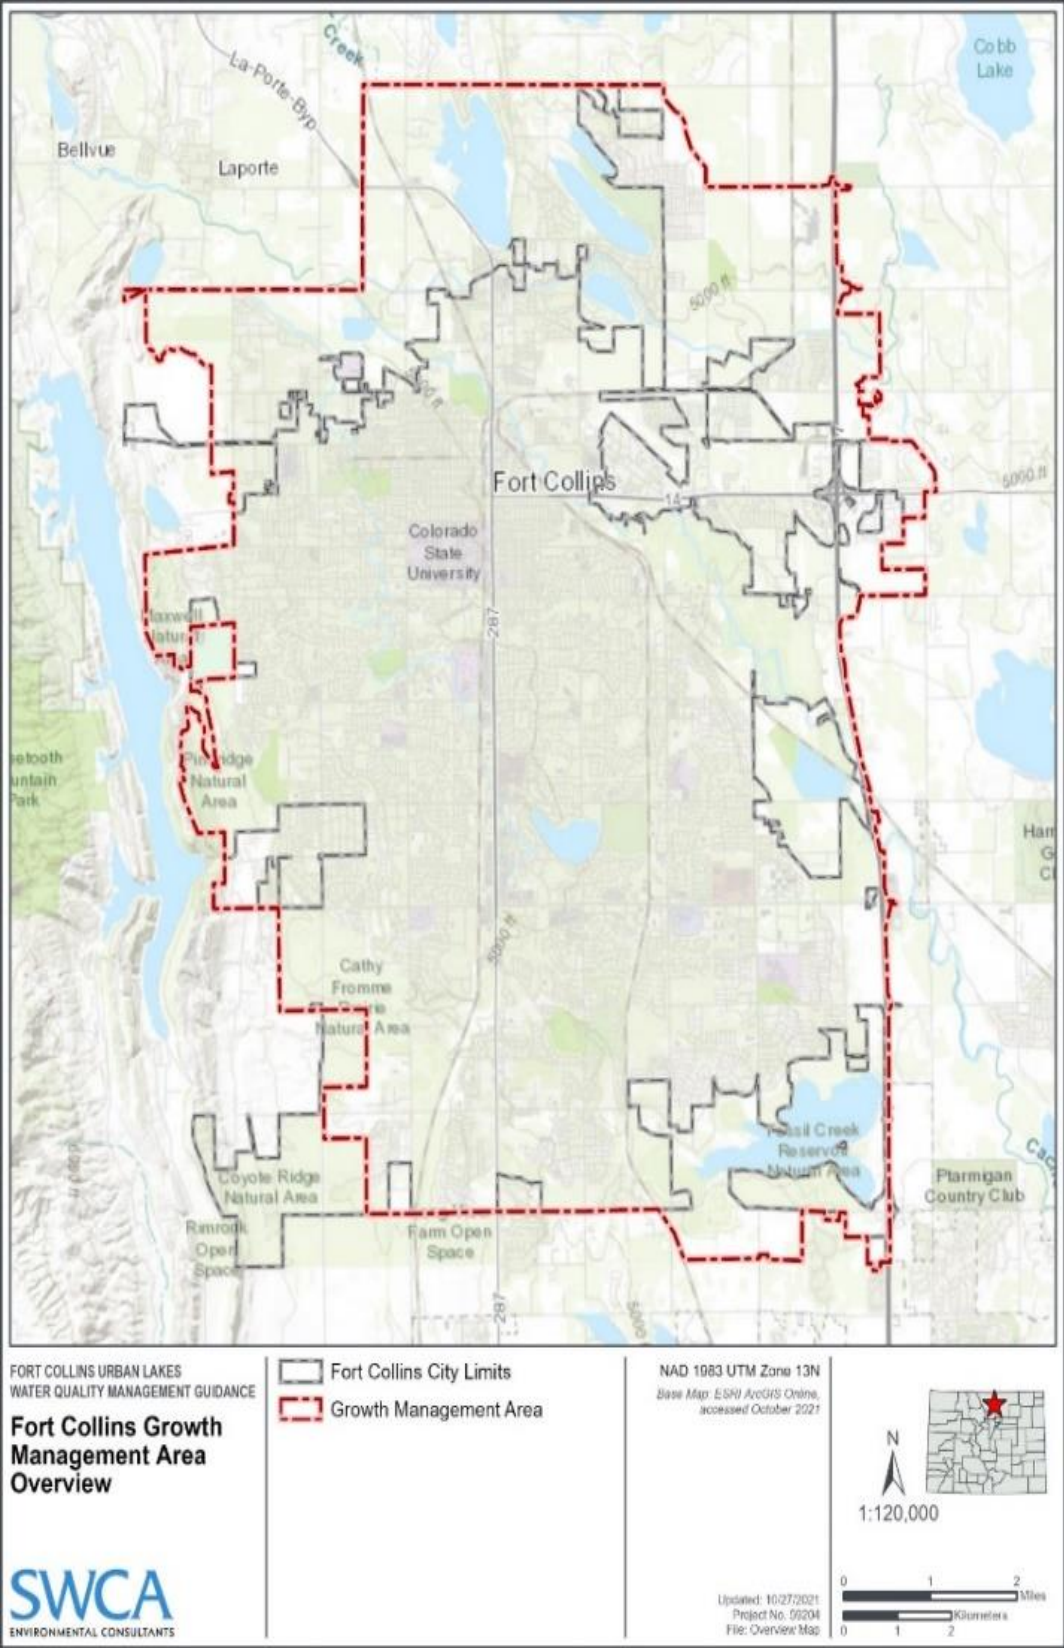 Creek
Cobb
Lake
La-Porte-Byp
Bellvue
Laporte
5000 ft
Fort Collins
14
5000 ft
Colorado
State
University
287
Natural
Area
Cathy
Fromme
Prairie
Natural Area
5000 ft
Fossil Creek
Reservoir
Natural Area
Coyote Ridge
Natural Area
Ptarmigan
Country Club
Rimrock
Open
Space
Farm Open
Space
287
FORT COLLINS URBAN LAKES
WATER QUALITY MANAGEMENT GUIDANCE
Fort Collins Growth
Management Area
Overview
SWCA
ENVIRONMENTAL CONSULTANTS
Fort Collins City Limits
Growth Management Area
NAD 1983 UTM Zone 13N
Base Map: ESRI ArcGIS Online,
accessed October 2021
Updated: 10/27/2021
File: Overview Map
N
1:120,000
0 1 2
Miles
Kilometers
0 1 2